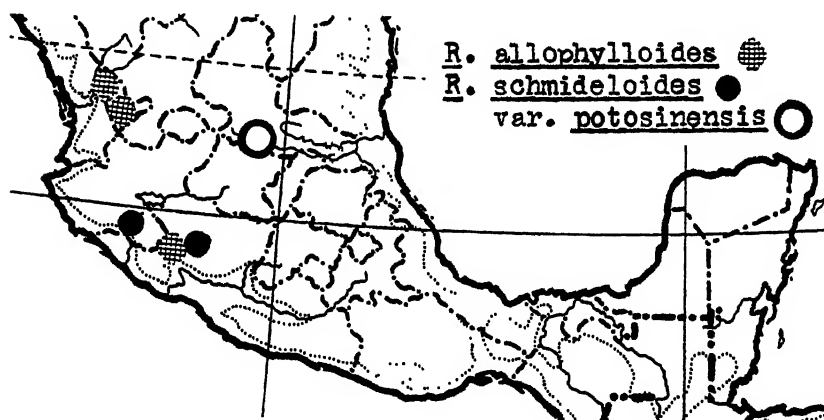 R. allophylloides
R. schmideloides
var. potosinensis